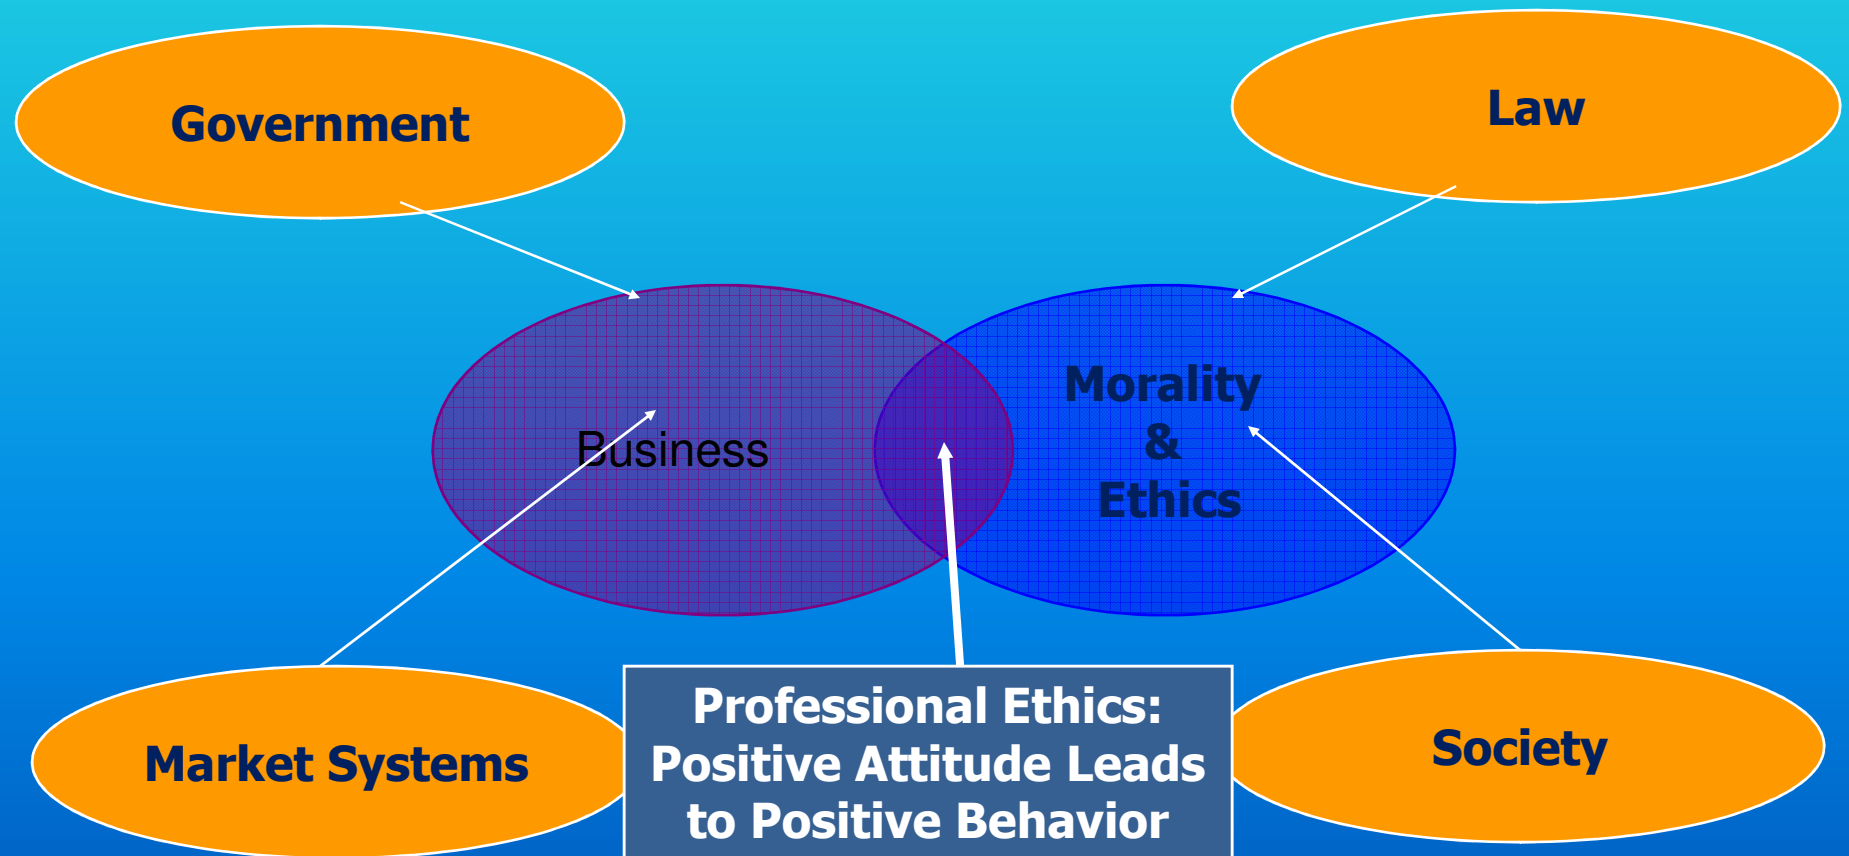 Government
Law
Business
Morality
&
Ethics
Market Systems
Professional Ethics:
Positive Attitude Leads
to Positive Behavior
Society